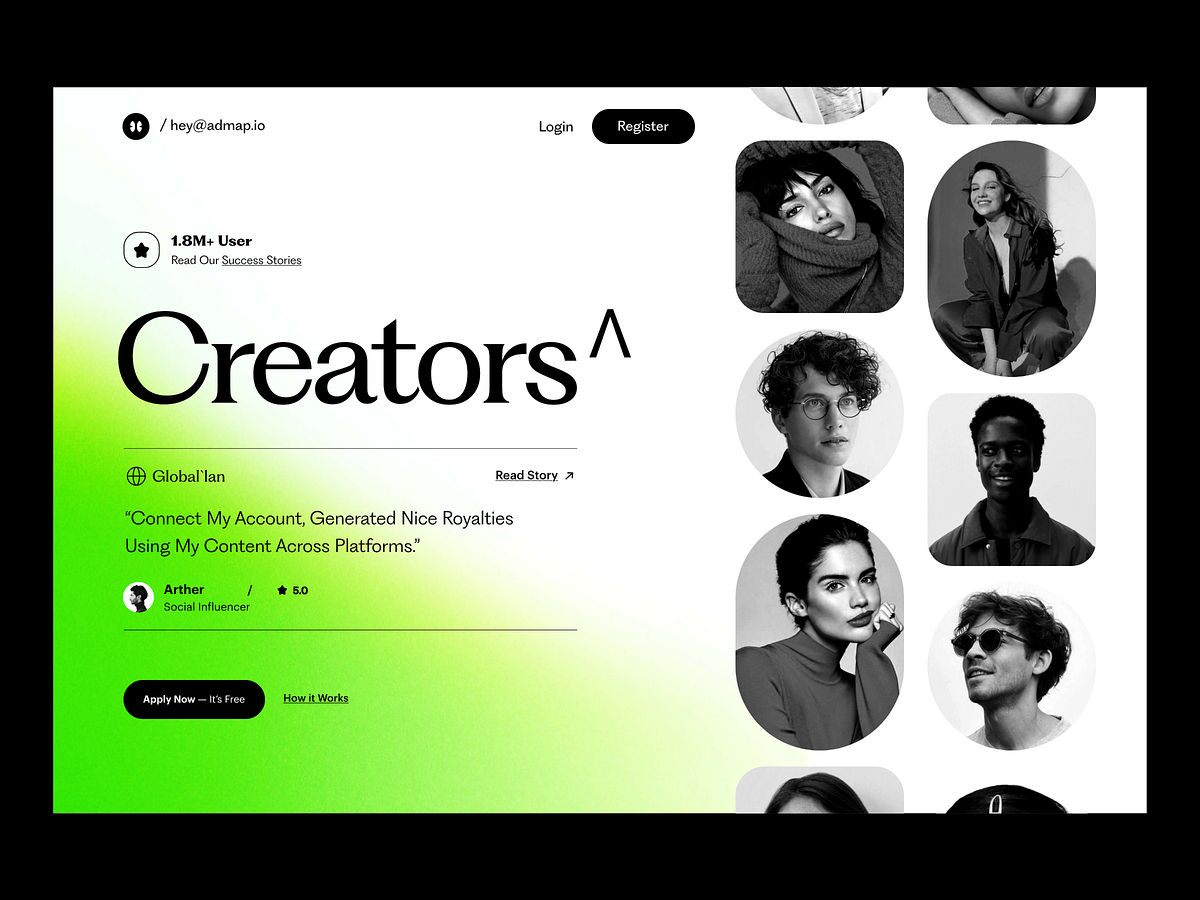 / hey@admap.io
Login
Register
1.8M+ User
Read Our Success Stories
Creators^
Global`lan
Read Story ↗
“Connect My Account, Generated Nice Royalties
Using My Content Across Platforms.”
Arther / ★ 5.0
Social Influencer
Apply Now — It's Free
How it Works